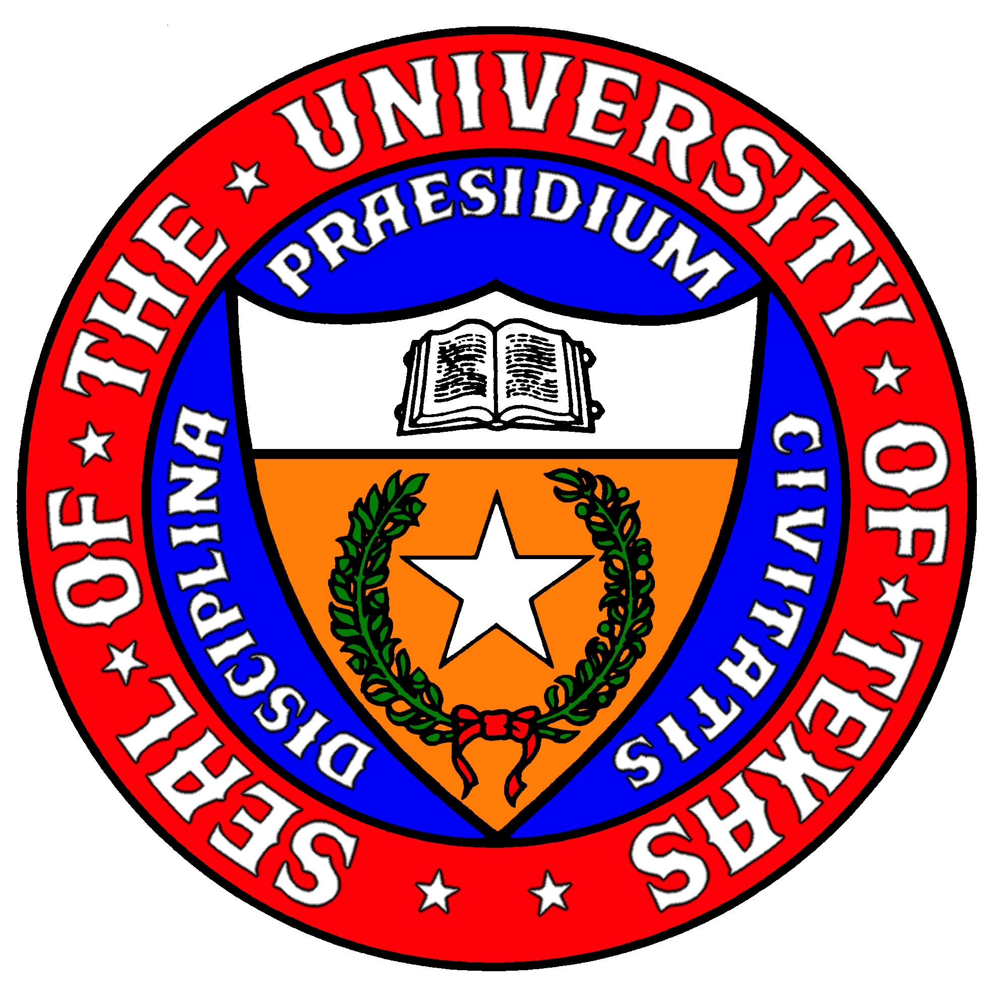 SEAL OF THE UNIVERSITY OF TEXAS
DISCIPLINA PRAESIDIUM CIVITATIS